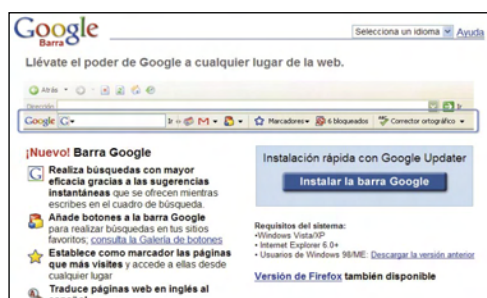 Google
Barra
Selecciona un idioma Ayuda
Llévate el poder de Google a cualquier lugar de la web.
Atrás
Dirección Ir
Google G Ir Marcadores 6 bloqueados Corrector ortográfico
¡Nuevo! Barra Google
Realiza búsquedas con mayor
eficacia gracias a las sugerencias
instantáneas que se ofrecen mientras
escribes en el cuadro de búsqueda.
Añade botones a la barra Google
para realizar búsquedas en tus sitios
favoritos; consulta la Galería de botones
Establece como marcador las páginas
que más visites y accede a ellas desde
cualquier lugar
Traduce páginas web en inglés al
español
Instalación rápida con Google Updater
Instalar la barra Google
Requisitos del sistema:
•Windows Vista/XP
•Internet Explorer 6.0+
•Usuarios de Windows 98/ME: Descargar la versión anterior
Versión de Firefox también disponible